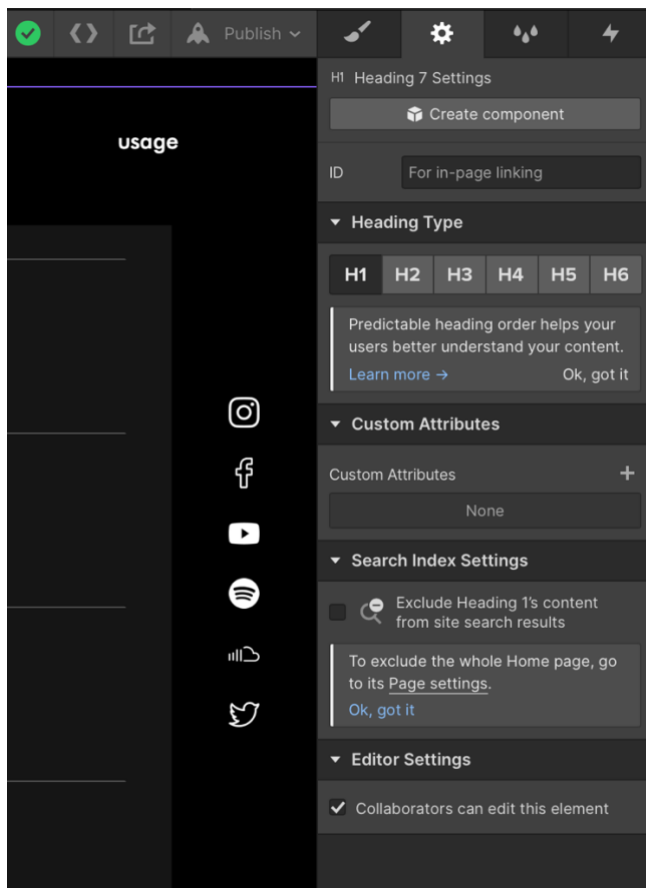 Publish
usage
H1 Heading 7 Settings
Create component
ID For in-page linking
Heading Type
H1 H2 H3 H4 H5 H6
Predictable heading order helps your
users better understand your content.
Learn more → Ok, got it
Custom Attributes
Custom Attributes +
None
Search Index Settings
Exclude Heading 1's content
from site search results
To exclude the whole Home page, go
to its Page settings.
Ok, got it
Editor Settings
Collaborators can edit this element